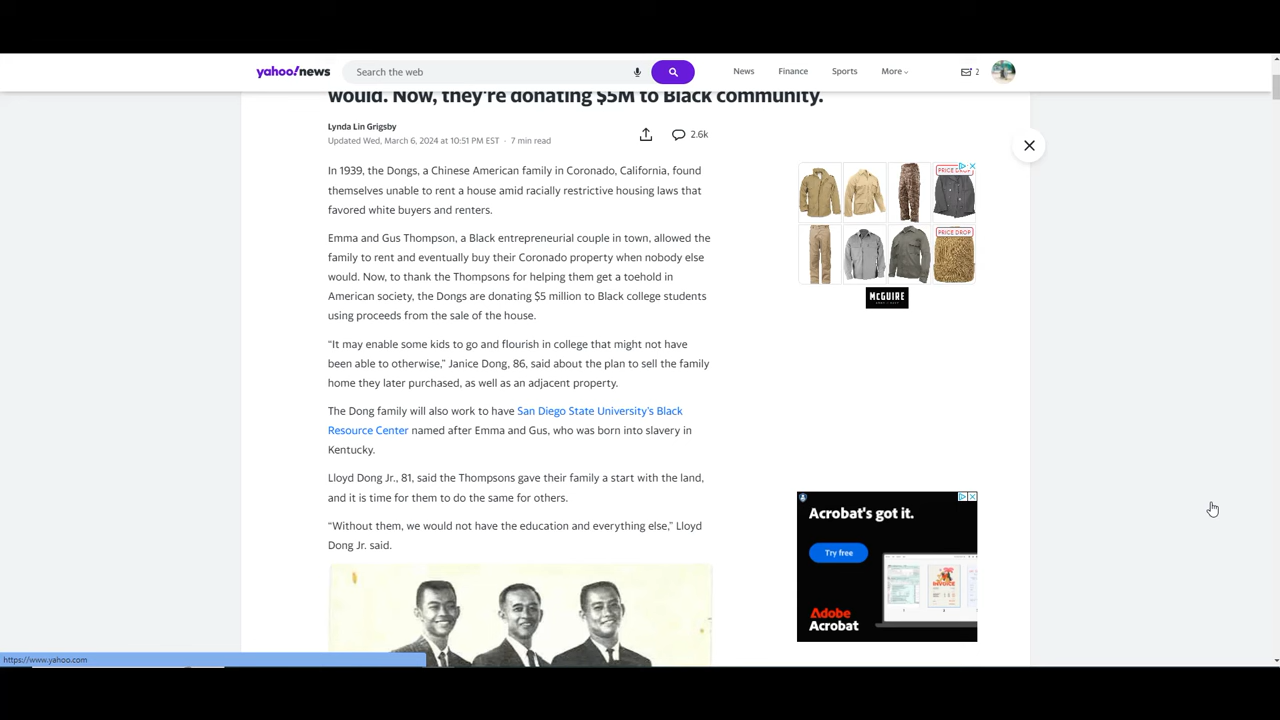 yahoo!news
Search the web
News
Finance
Sports
More
2
would. Now, they're donating $5M to Black community.
Lynda Lin Grigsby
Updated Wed, March 6, 2024 at 10:51 PM EST · 7 min read
2.6k
In 1939, the Dongs, a Chinese American family in Coronado, California, found
themselves unable to rent a house amid racially restrictive housing laws that
favored white buyers and renters.
Emma and Gus Thompson, a Black entrepreneurial couple in town, allowed the
family to rent and eventually buy their Coronado property when nobody else
would. Now, to thank the Thompsons for helping them get a toehold in
American society, the Dongs are donating $5 million to Black college students
using proceeds from the sale of the house.
“It may enable some kids to go and flourish in college that might not have
been able to otherwise,” Janice Dong, 86, said about the plan to sell the family
home they later purchased, as well as an adjacent property.
The Dong family will also work to have San Diego State University’s Black
Resource Center named after Emma and Gus, who was born into slavery in
Kentucky.
Lloyd Dong Jr., 81, said the Thompsons gave their family a start with the land,
and it is time for them to do the same for others.
“Without them, we would not have the education and everything else,” Lloyd
Dong Jr. said.
PRICE DROP
PRICE DROP
McGUIRE
Acrobat's got it.
Try free
INVOICE
Adobe
Acrobat
https://www.yahoo.com